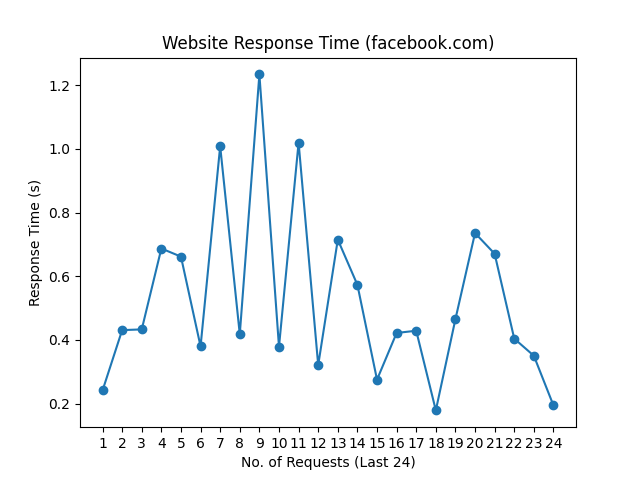 Website Response Time (facebook.com)
Response Time (s)
1.2
1.0
0.8
0.6
0.4
0.2
1 2 3 4 5 6 7 8 9 10 11 12 13 14 15 16 17 18 19 20 21 22 23 24
No. of Requests (Last 24)